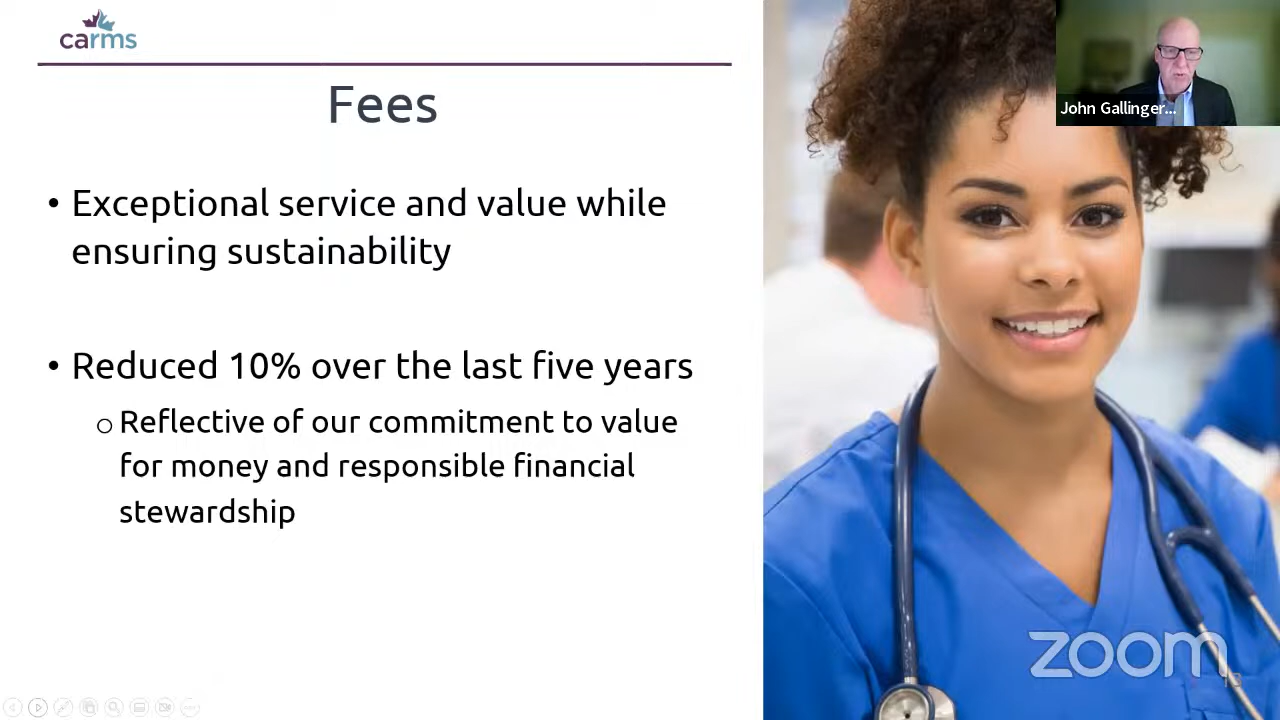 carms
Fees
John Gallinger...
• Exceptional service and value while
ensuring sustainability
• Reduced 10% over the last five years
o Reflective of our commitment to value
for money and responsible financial
stewardship
zoom